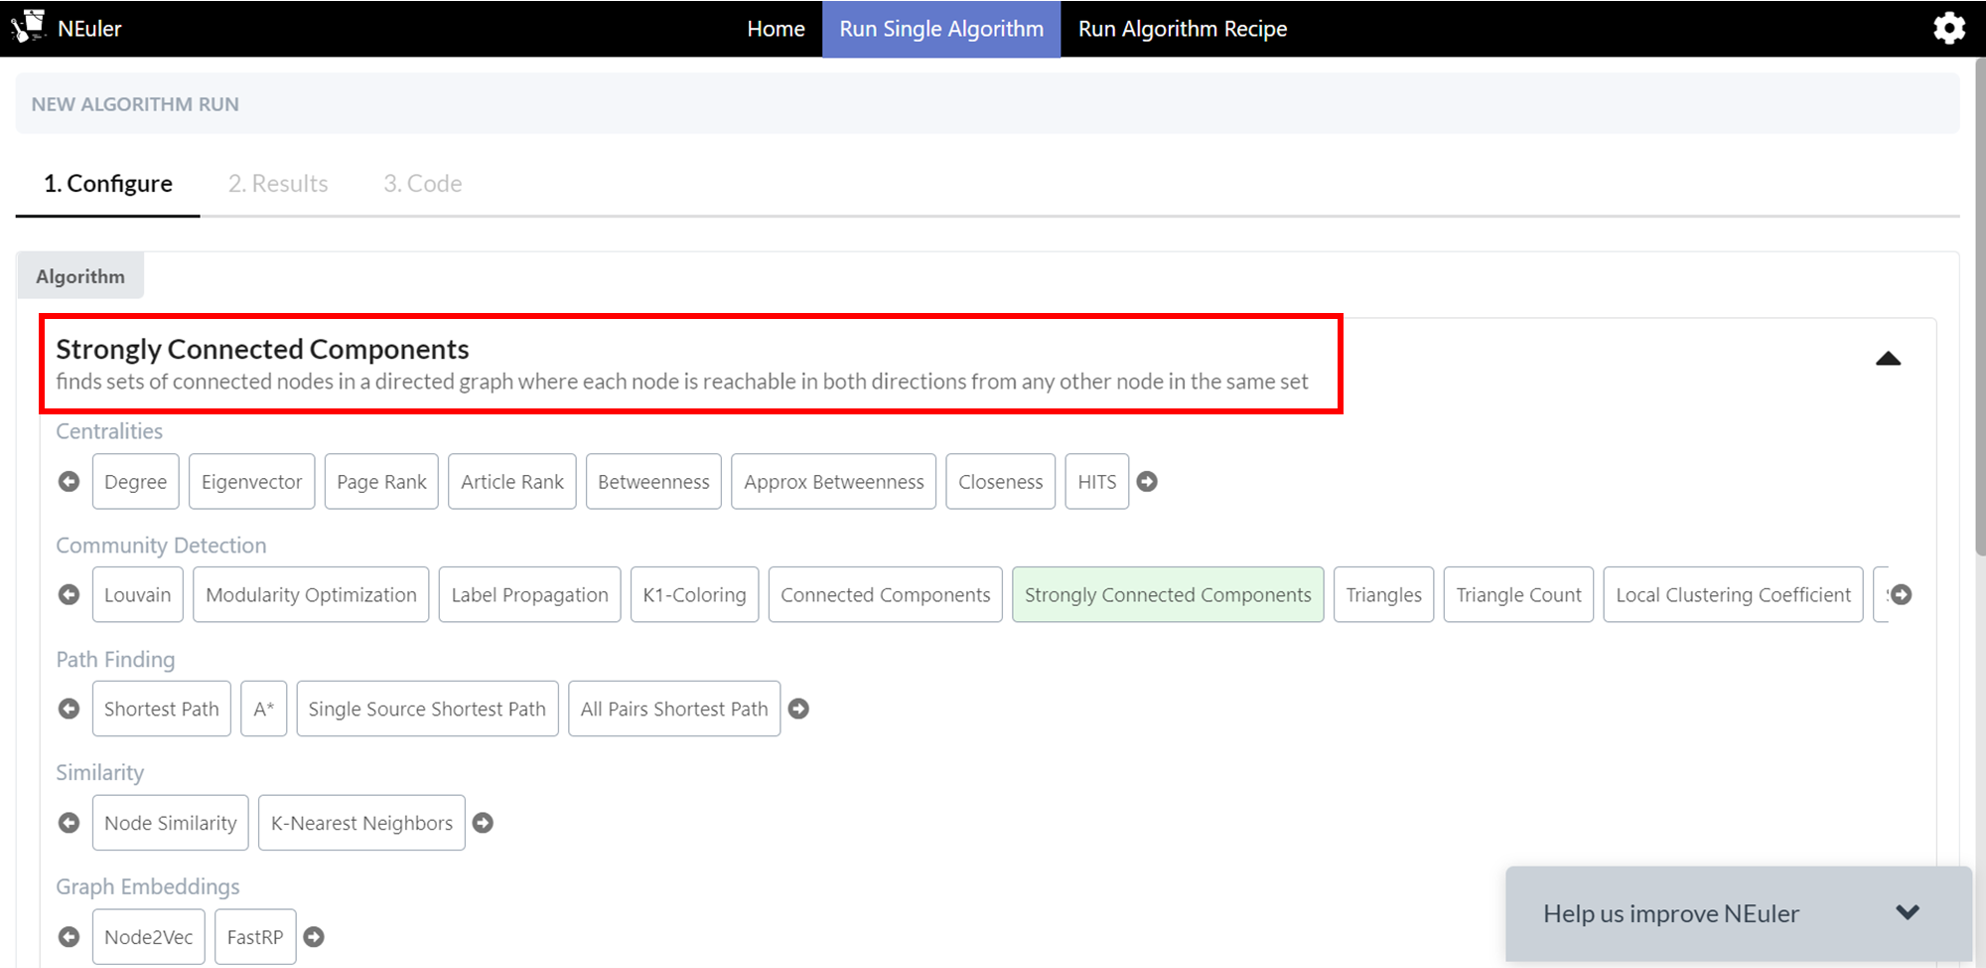 NEuler Home Run Single Algorithm Run Algorithm Recipe
NEW ALGORITHM RUN
1. Configure 2. Results 3. Code
Algorithm
Strongly Connected Components
finds sets of connected nodes in a directed graph where each node is reachable in both directions from any other node in the same set
Centralities
Degree Eigenvector Page Rank Article Rank Betweenness Approx Betweenness Closeness HITS
Community Detection
Louvain Modularity Optimization Label Propagation K1-Coloring Connected Components Strongly Connected Components Triangles Triangle Count Local Clustering Coefficient
Path Finding
Shortest Path A* Single Source Shortest Path All Pairs Shortest Path
Similarity
Node Similarity K-Nearest Neighbors
Graph Embeddings
Node2Vec FastRP
Help us improve NEuler